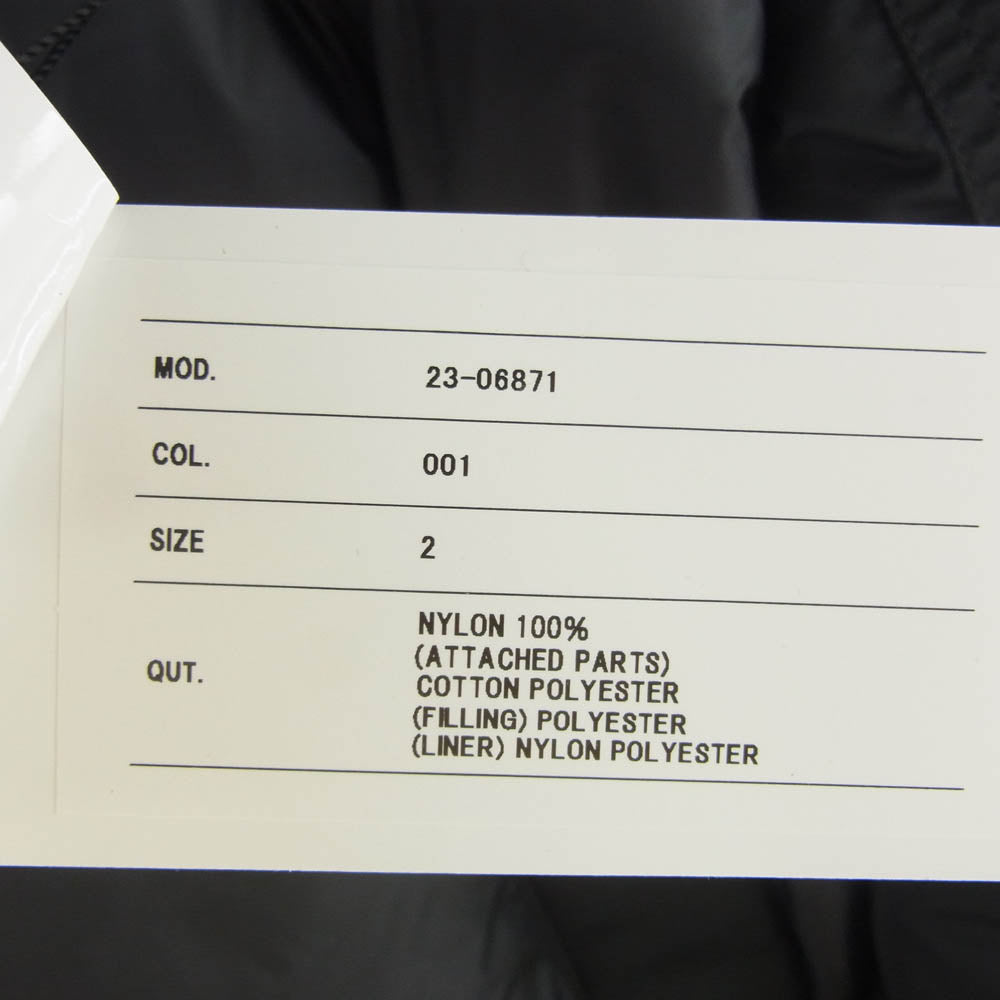 MOD. 23-06871
COL. 001
SIZE 2
QUT. NYLON 100%
(ATTACHED PARTS)
COTTON POLYESTER
(FILLING) POLYESTER
(LINER) NYLON POLYESTER